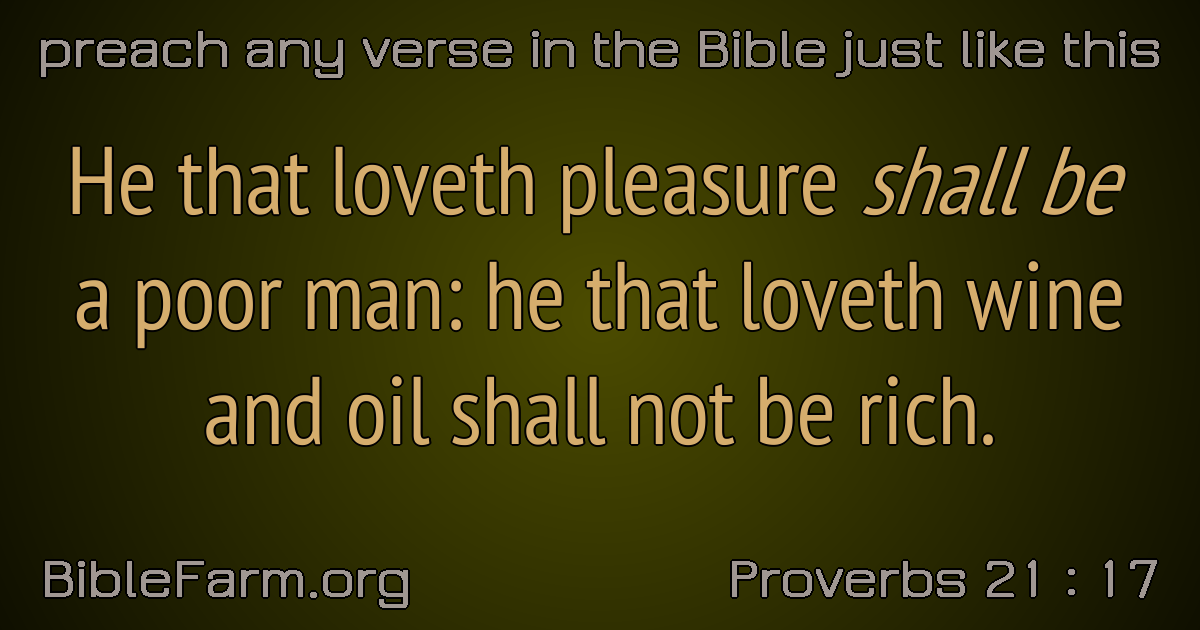 preach any verse in the Bible just like this
He that loveth pleasure shall be
a poor man: he that loveth wine
and oil shall not be rich.
BibleFarm.org
Proverbs 21 : 17